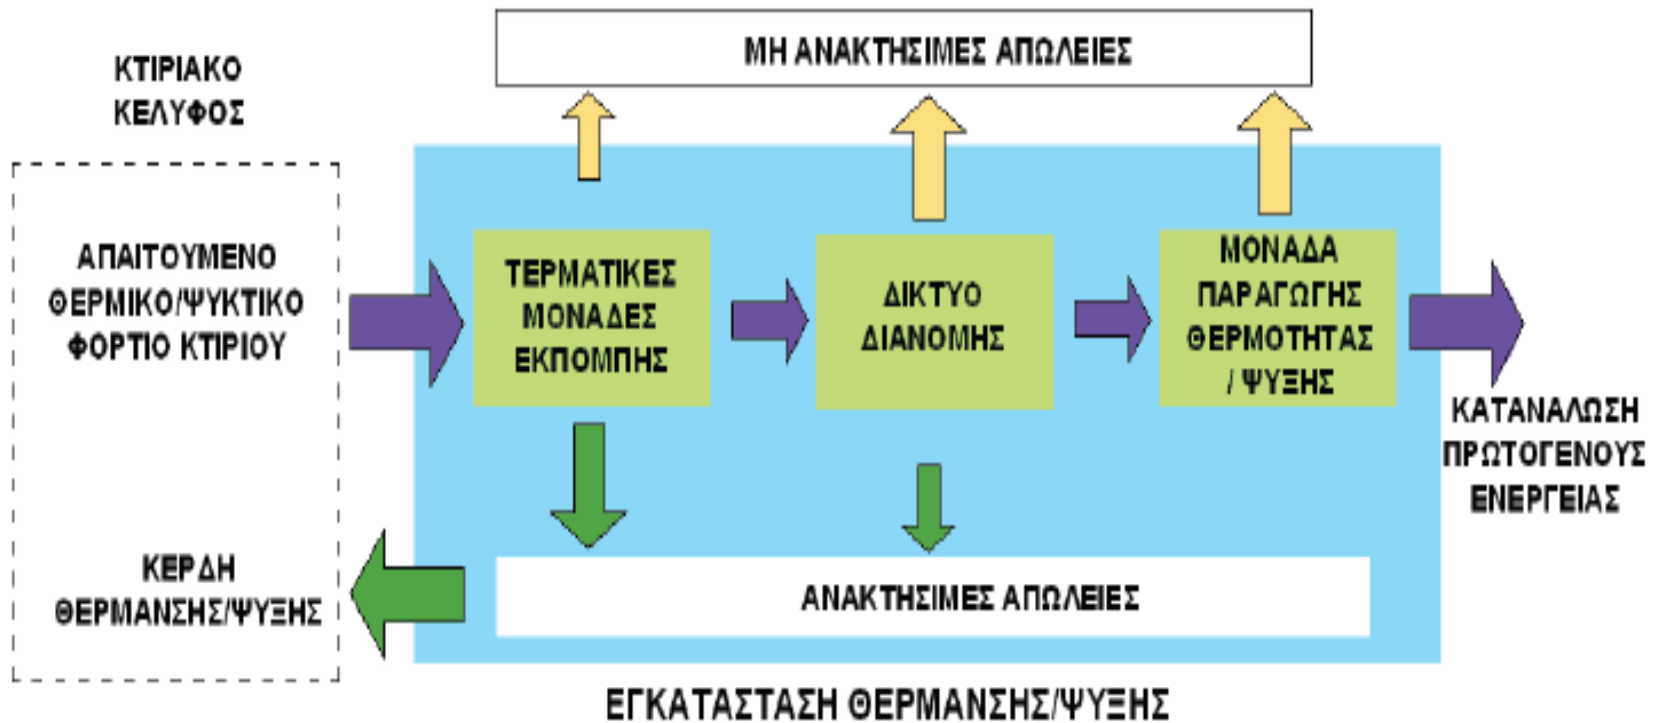 ΜΗ ΑΝΑΚΤΗΣΙΜΕΣ ΑΠΩΛΕΙΕΣ
ΚΤΙΡΙΑΚΟ
ΚΕΛΥΦΟΣ
ΑΠΑΙΤΟΥΜΕΝΟ
ΘΕΡΜΙΚΟ/ΨΥΚΤΙΚΟ
ΦΟΡΤΙΟ ΚΤΙΡΙΟΥ
ΤΕΡΜΑΤΙΚΕΣ
ΜΟΝΑΔΕΣ
ΕΚΠΟΜΠΗΣ
ΔΙΚΤΥΟ
ΔΙΑΝΟΜΗΣ
ΜΟΝΑΔΑ
ΠΑΡΑΓΩΓΗΣ
ΘΕΡΜΟΤΗΤΑΣ
/ ΨΥΞΗΣ
ΚΑΤΑΝΑΛΩΣΗ
ΠΡΩΤΟΓΕΝΟΥΣ
ΕΝΕΡΓΕΙΑΣ
ΚΕΡΔΗ
ΘΕΡΜΑΝΣΗΣ/ΨΥΞΗΣ
ΑΝΑΚΤΗΣΙΜΕΣ ΑΠΩΛΕΙΕΣ
ΕΓΚΑΤΑΣΤΑΣΗ ΘΕΡΜΑΝΣΗΣ/ΨΥΞΗΣ